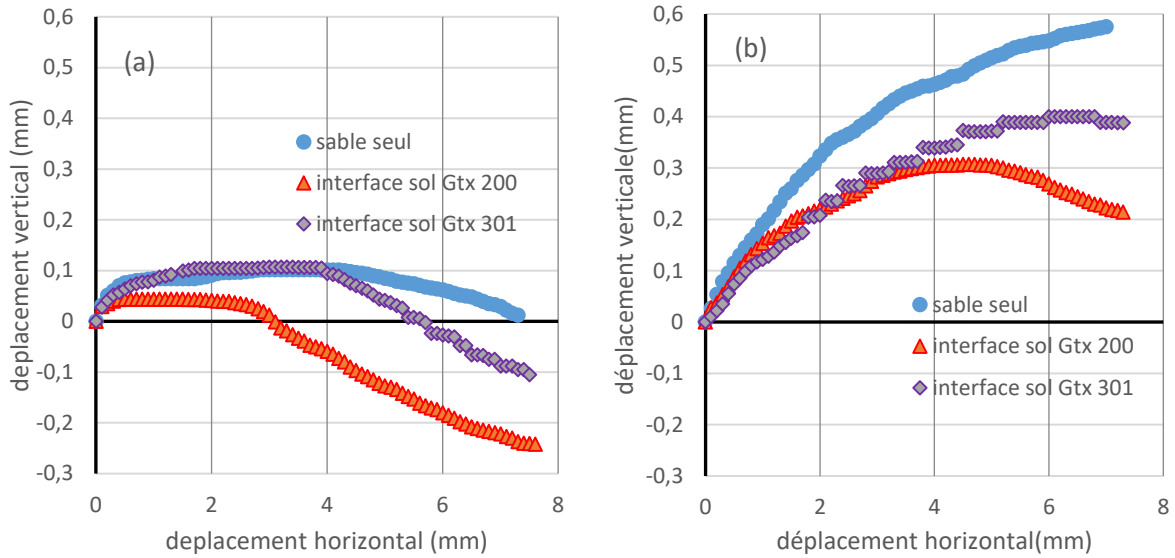 0,6
0,5
0,4
0,3
0,2
0,1
0
-0,1
-0,2
-0,3
deplacement vertical (mm)
(a)
sable seul
interface sol Gtx 200
interface sol Gtx 301
0 2 4 6 8
deplacement horizontal (mm)
0,6
0,5
0,4
0,3
0,2
0,1
0
-0,1
-0,2
-0,3
déplacement verticale(mm)
(b)
sable seul
interface sol Gtx 200
interface sol Gtx 301
0 2 4 6 8
déplacement horizontal(mm)